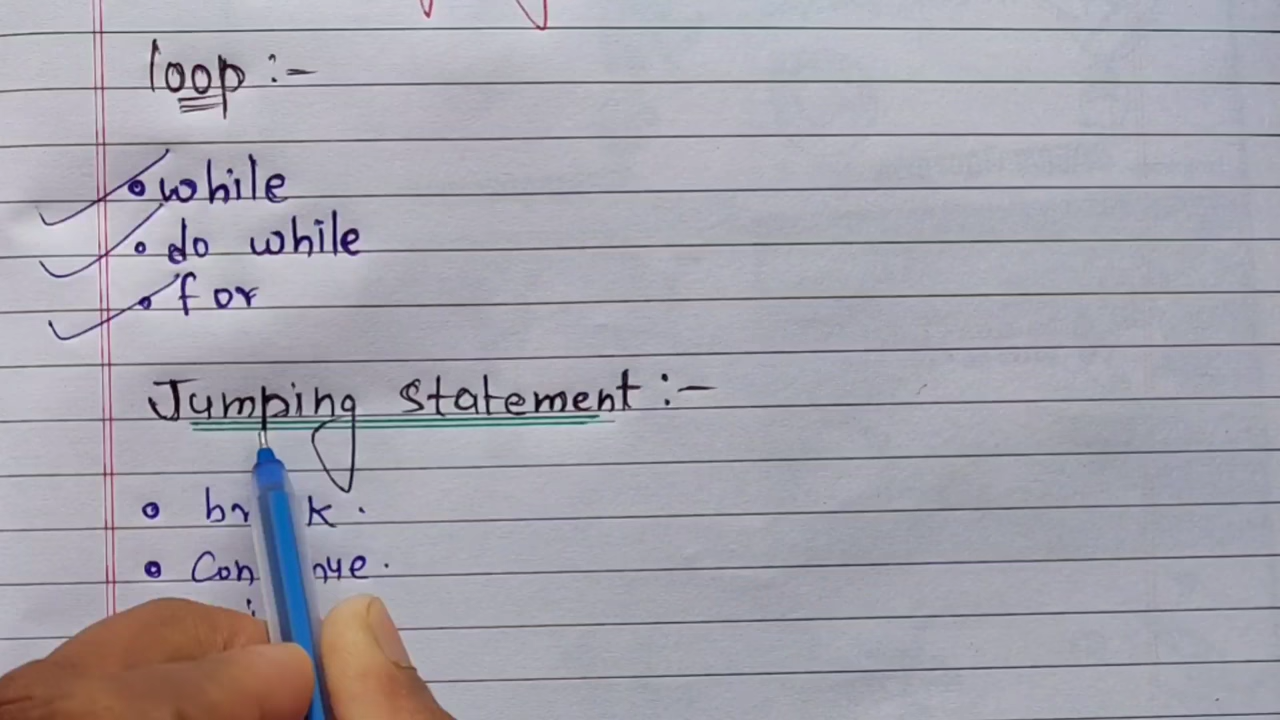 loop :-
• while
• do while
• for
Jumping statement :-